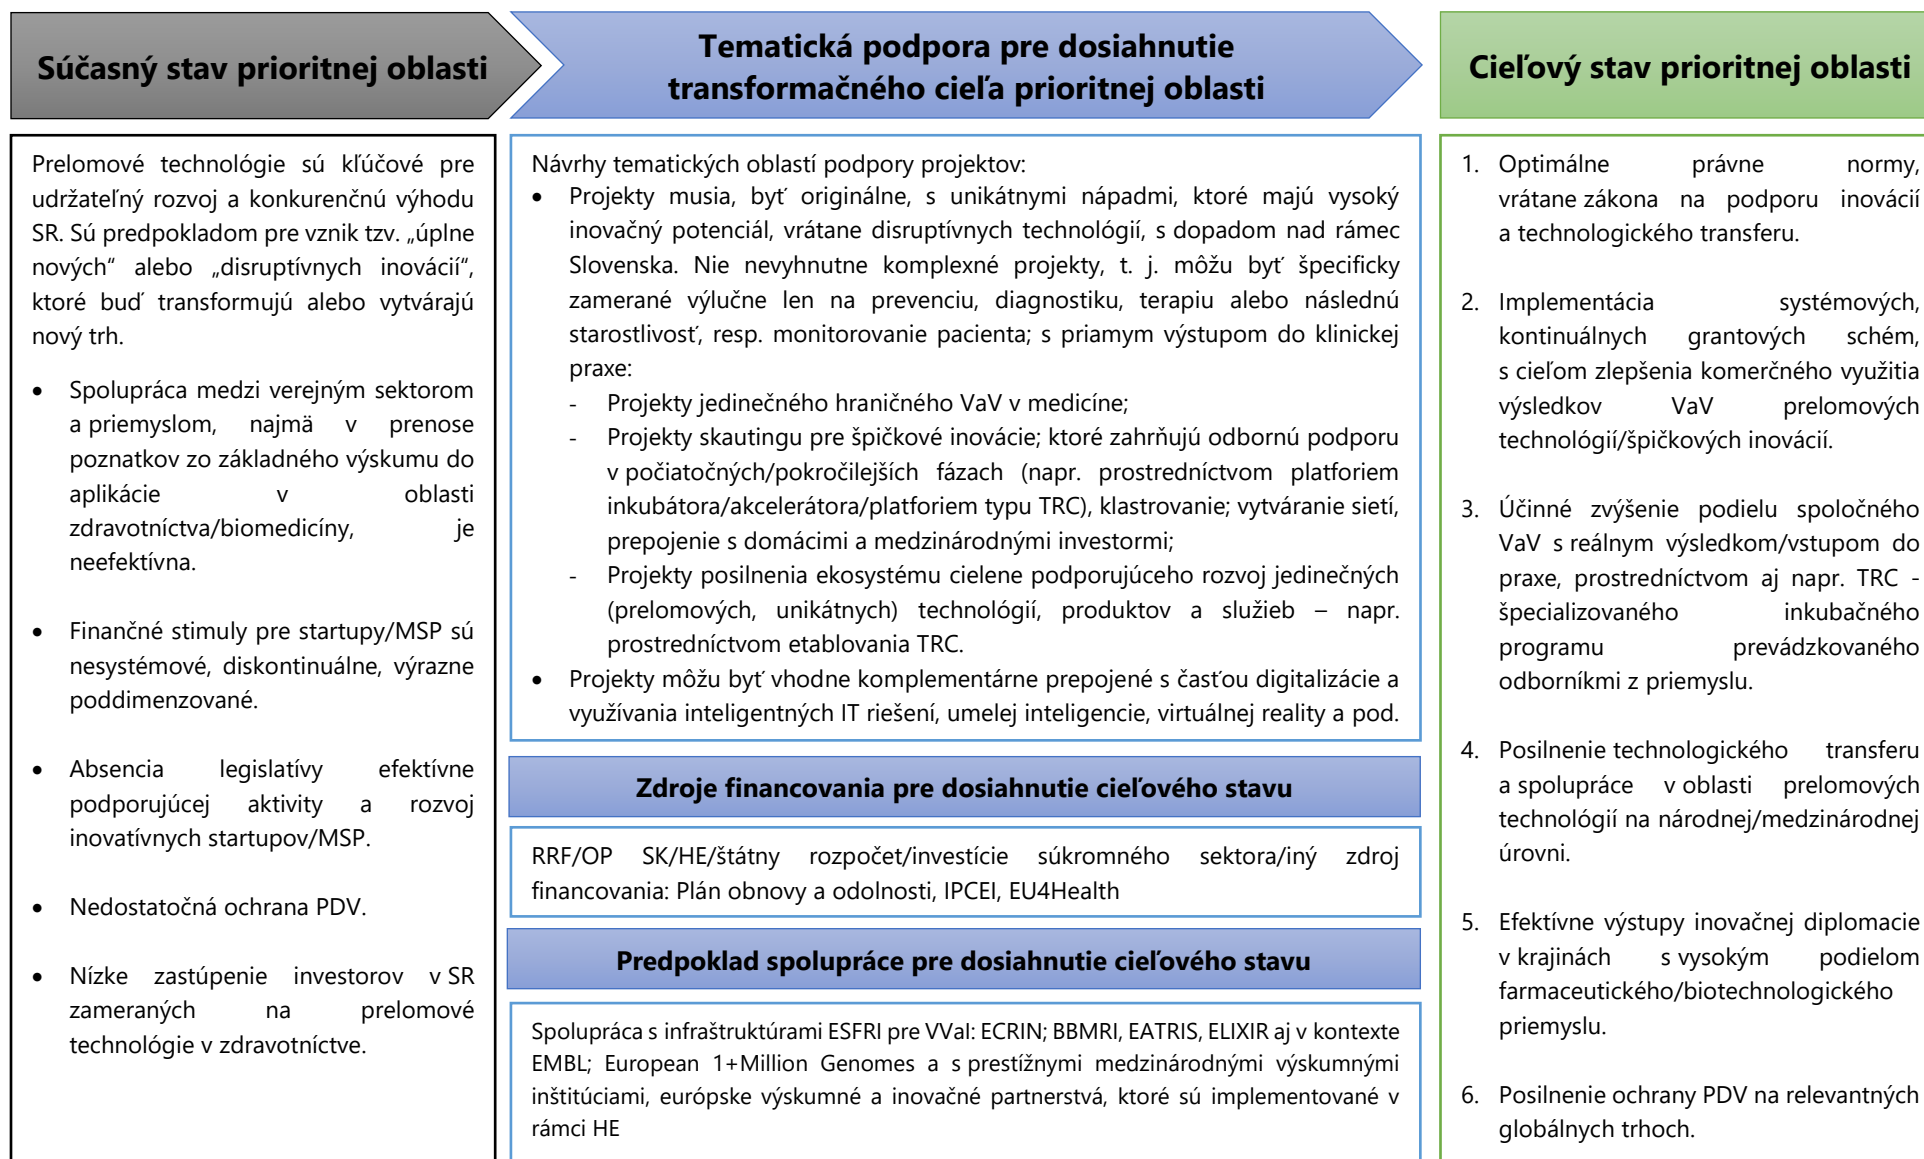 Súčasný stav prioritnej oblasti
Prelomové technológie sú kľúčové pre
udržateľný rozvoj a konkurenčnú výhodu
SR. Sú predpokladom pre vznik tzv. „úplne
nových“ alebo „disruptívnych inovácií“,
ktoré buď transformujú alebo vytvárajú
nový trh.
• Spolupráca medzi verejným sektorom
a priemyslom, najmä v prenose
poznatkov zo základného výskumu do
aplikácie v oblasti
zdravotníctva/biomedicíny, je
neefektívna.
• Finančné stimuly pre startupy/MSP sú
nesystémové, diskontinuálne, výrazne
poddimenzované.
• Absencia legislatívy efektívne
podporujúcej aktivity a rozvoj
inovatívnych startupov/MSP.
• Nedostatočná ochrana PDV.
• Nízke zastúpenie investorov v SR
zameraných na prelomové
technológie v zdravotníctve.
Tematická podpora pre dosiahnutie
transformačného cieľa prioritnej oblasti
Návrhy tematických oblastí podpory projektov:
• Projekty musia, byť originálne, s unikátnymi nápadmi, ktoré majú vysoký
inovačný potenciál, vrátane disruptívnych technológií, s dopadom nad rámec
Slovenska. Nie nevyhnutne komplexné projekty, t. j. môžu byť špecificky
zamerané výlučne len na prevenciu, diagnostiku, terapiu alebo následnú
starostlivosť, resp. monitorovanie pacienta; s priamym výstupom do klinickej
praxe:
- Projekty jedinečného hraničného VaV v medicíne;
- Projekty skautingu pre špičkové inovácie; ktoré zahrňujú odbornú podporu
v počiatočných/pokročilejších fázach (napr. prostredníctvom platforiem
inkubátora/akcelerátora/platforiem typu TRC), klastrovanie; vytváranie sietí,
prepojenie s domácimi a medzinárodnými investormi;
- Projekty posilnenia ekosystému cielene podporujúceho rozvoj jedinečných
(prelomových, unikátnych) technológií, produktov a služieb – napr.
prostredníctvom etablovania TRC.
• Projekty môžu byť vhodne komplementárne prepojené s časťou digitalizácie a
využívania inteligentných IT riešení, umelej inteligencie, virtuálnej reality a pod.
Zdroje financovania pre dosiahnutie cieľového stavu
RRF/OP SK/HE/štátny rozpočet/investície súkromného sektora/iný zdroj
financovania: Plán obnovy a odolnosti, IPCEI, EU4Health
Predpoklad spolupráce pre dosiahnutie cieľového stavu
Spolupráca s infraštruktúrami ESFRI pre VVaI: ECRIN; BBMRI, EATRIS, ELIXIR aj v kontexte
EMBL; European 1+Million Genomes a s prestížnymi medzinárodnými výskumnými
inštitúciami, európske výskumné a inovačné partnerstvá, ktoré sú implementované v
rámci HE
Cieľový stav prioritnej oblasti
1. Optimálne právne normy,
vrátane zákona na podporu inovácií
a technologického transferu.
2. Implementácia systémových,
kontinuálnych grantových schém,
s cieľom zlepšenia komerčného využitia
výsledkov VaV prelomových
technológií/špičkových inovácií.
3. Účinné zvýšenie podielu spoločného
VaV s reálnym výsledkom/vstupom do
praxe, prostredníctvom aj napr. TRC -
špecializovaného inkubačného
programu prevádzkovaného
odborníkmi z priemyslu.
4. Posilnenie technologického transferu
a spolupráce v oblasti prelomových
technológií na národnej/medzinárodnej
úrovni.
5. Efektívne výstupy inovačnej diplomacie
v krajinách s vysokým podielom
farmaceutického/biotechnologického
priemyslu.
6. Posilnenie ochrany PDV na relevantných
globálnych trhoch.